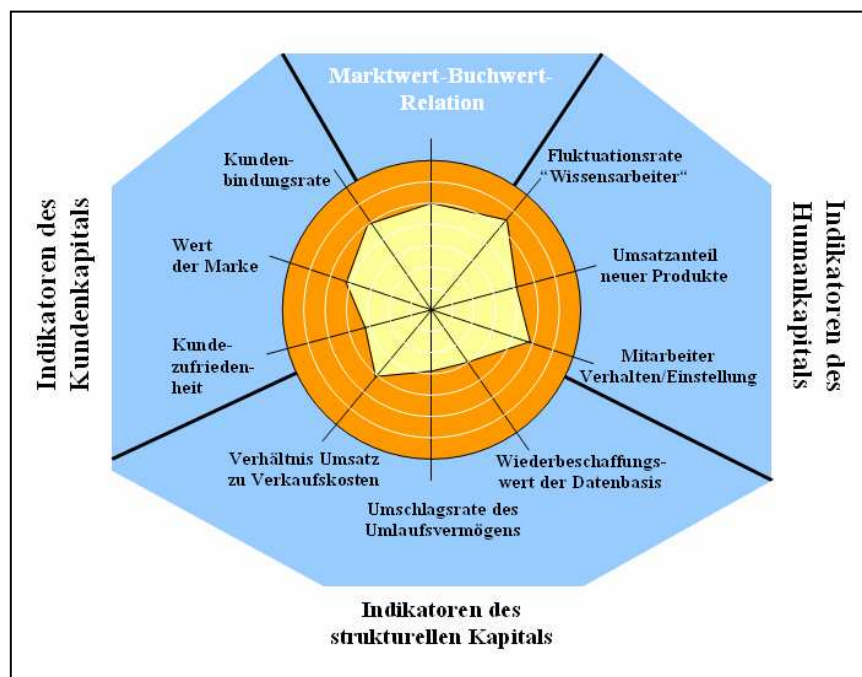 Marktwert-Buchwert-
Relation
Kunden-
bindungsrate
Fluktuationsrate
“Wissensarbeiter“
Wert
der Marke
Umsatzanteil
neuer Produkte
Kunde-
zufrieden-
heit
Mitarbeiter
Verhalten/Einstellung
Verhältnis Umsatz
zu Verkaufskosten
Wiederbeschaffungs-
wert der Datenbasis
Umschlagsrate des
Umlaufsvermögens
Indikatoren des
Kundenkapitals
Indikatoren des
Humankapitals
Indikatoren des
strukturellen Kapitals